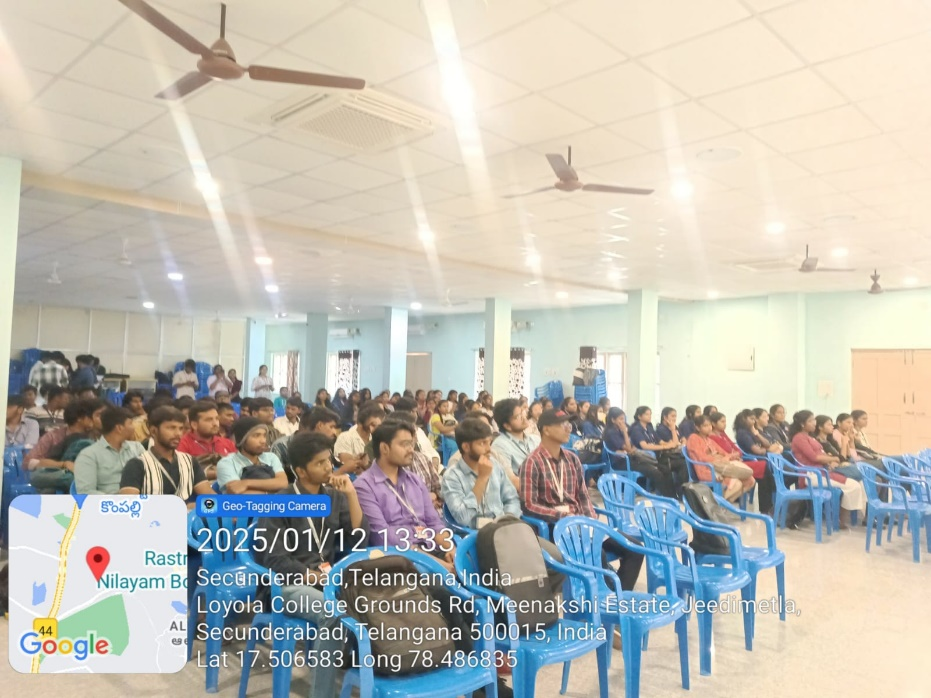 Geo-Tagging Camera
2025/01/12 13:33
Secunderabad,Telangana,India
Loyola College Grounds Rd, Meenakshi Estate, Jeedimetla,
Secunderabad, Telangana 500015, India
Lat 17.506583 Long 78.486835
కొంపల్లి
Rastr
Nilayam Bo
44
AL
Google